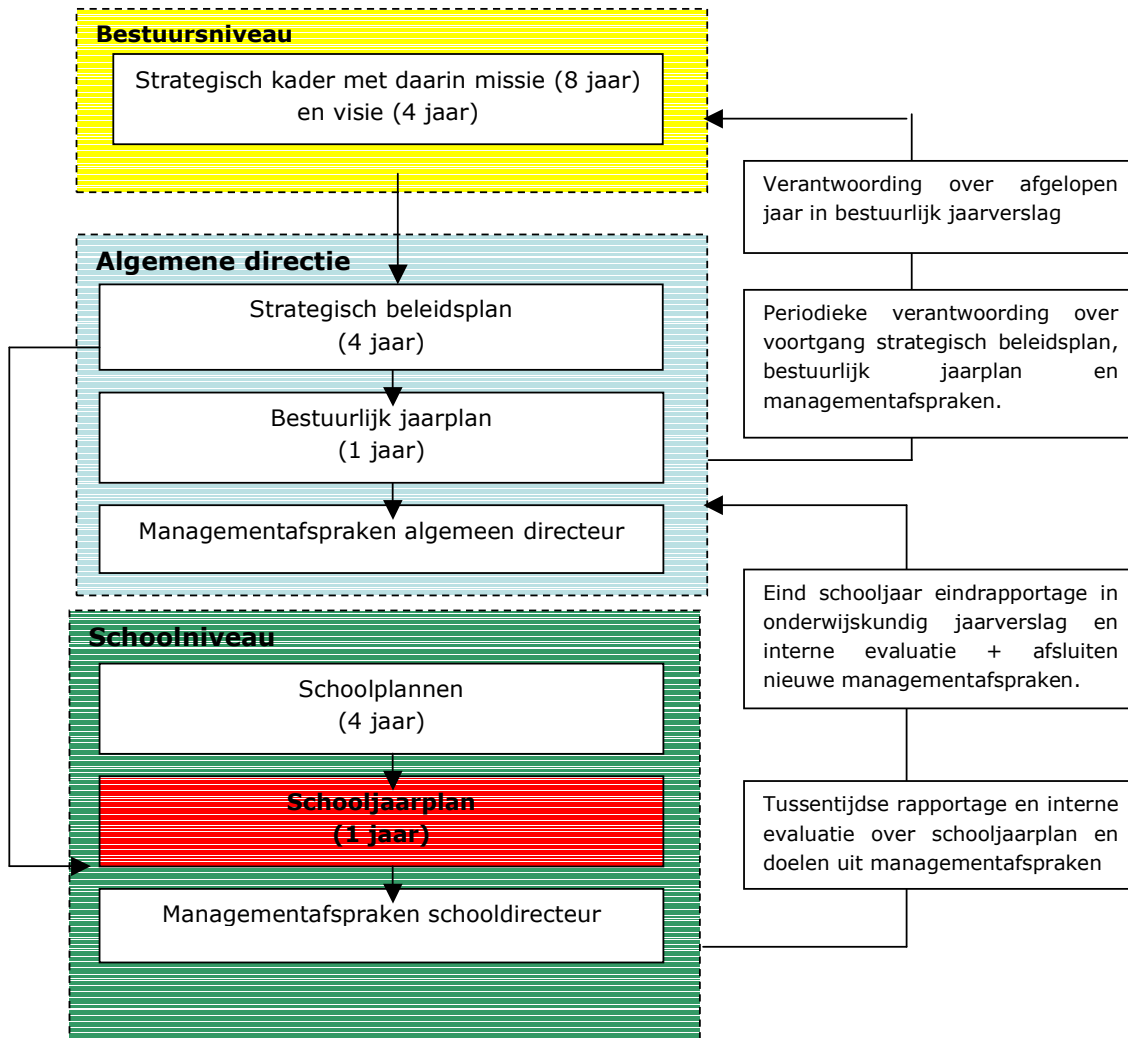 Bestuursniveau
Strategisch kader met daarin missie (8 jaar)
en visie (4 jaar)
Verantwoording over afgelopen
jaar in bestuurlijk jaarverslag
Algemene directie
Strategisch beleidsplan
(4 jaar)
Periodieke verantwoording over
voortgang strategisch beleidsplan,
bestuurlijk jaarplan en
managementafspraken.
Bestuurlijk jaarplan
(1 jaar)
Managementafspraken algemeen directeur
Eind schooljaar eindrapportage in
onderwijskundig jaarverslag en
interne evaluatie + afsluiten
nieuwe managementafspraken.
Schoolniveau
Schoolplannen
(4 jaar)
Schooljaarplan
(1 jaar)
Tussentijdse rapportage en interne
evaluatie over schooljaarplan en
doelen uit managementafspraken
Managementafspraken schooldirecteur